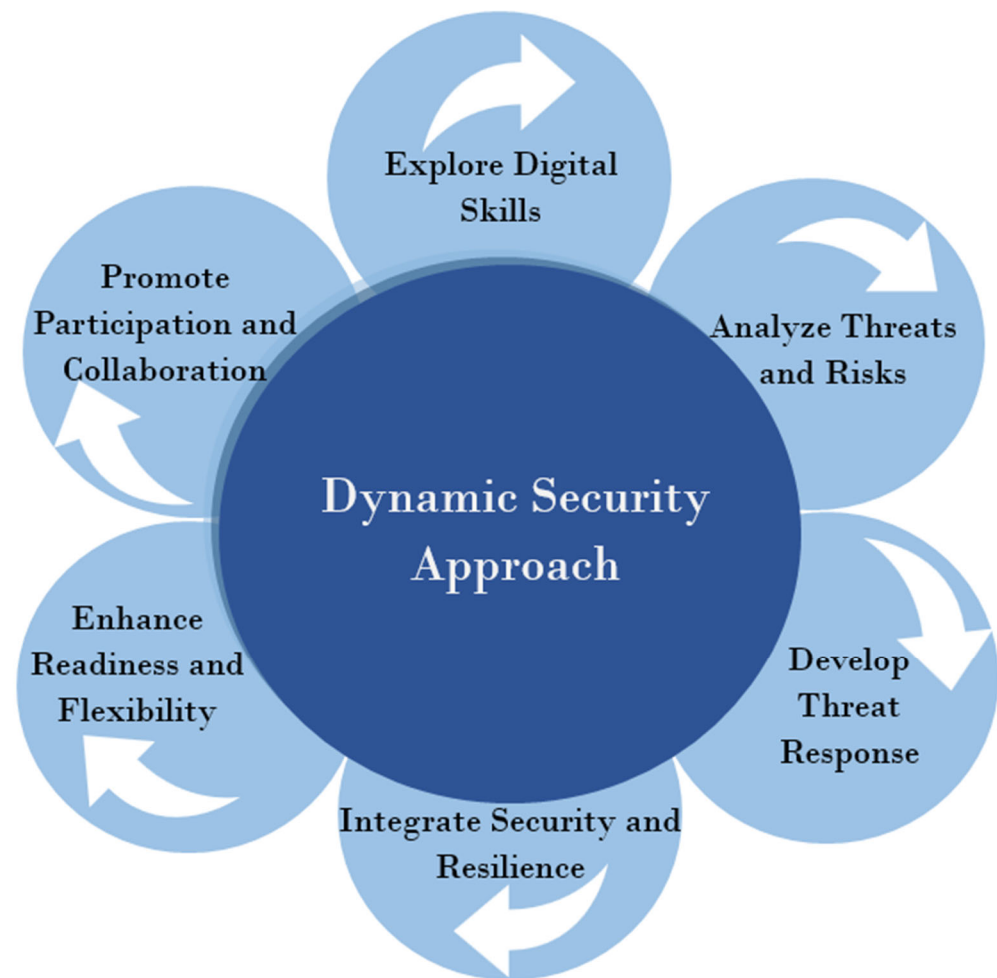 Explore Digital
Skills
Analyze Threats
and Risks
Develop
Threat
Response
Integrate Security and
Resilience
Enhance
Readiness and
Flexibility
Promote
Participation and
Collaboration
Dynamic Security
Approach